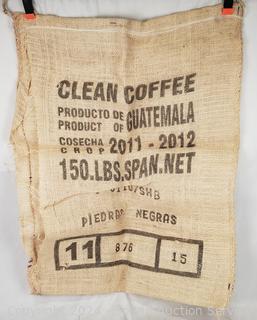 CLEAN COFFEE
PRODUCTO DE
PRODUCT OF GUATEMALA
COSECHA
CROP 2011-2012
150.LBS.SPAN.NET
/SHB
PIEDRAS NEGRAS
11 876 15